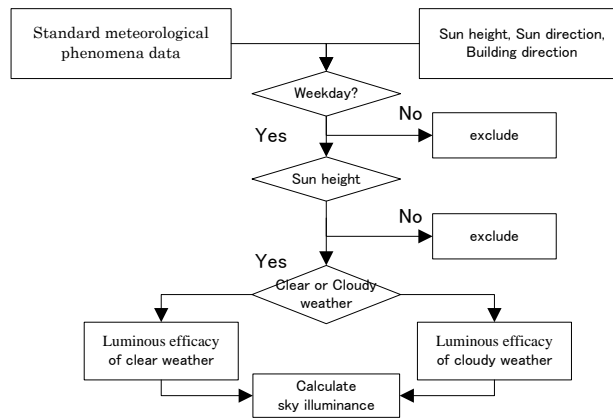 Standard meteorological
phenomena data
Sun height, Sun direction,
Building direction
Weekday?
No
Yes
exclude
Sun height
No
exclude
Yes
Clear or Cloudy
weather
Luminous efficacy
of clear weather
Luminous efficacy
of cloudy weather
Calculate
sky illuminance